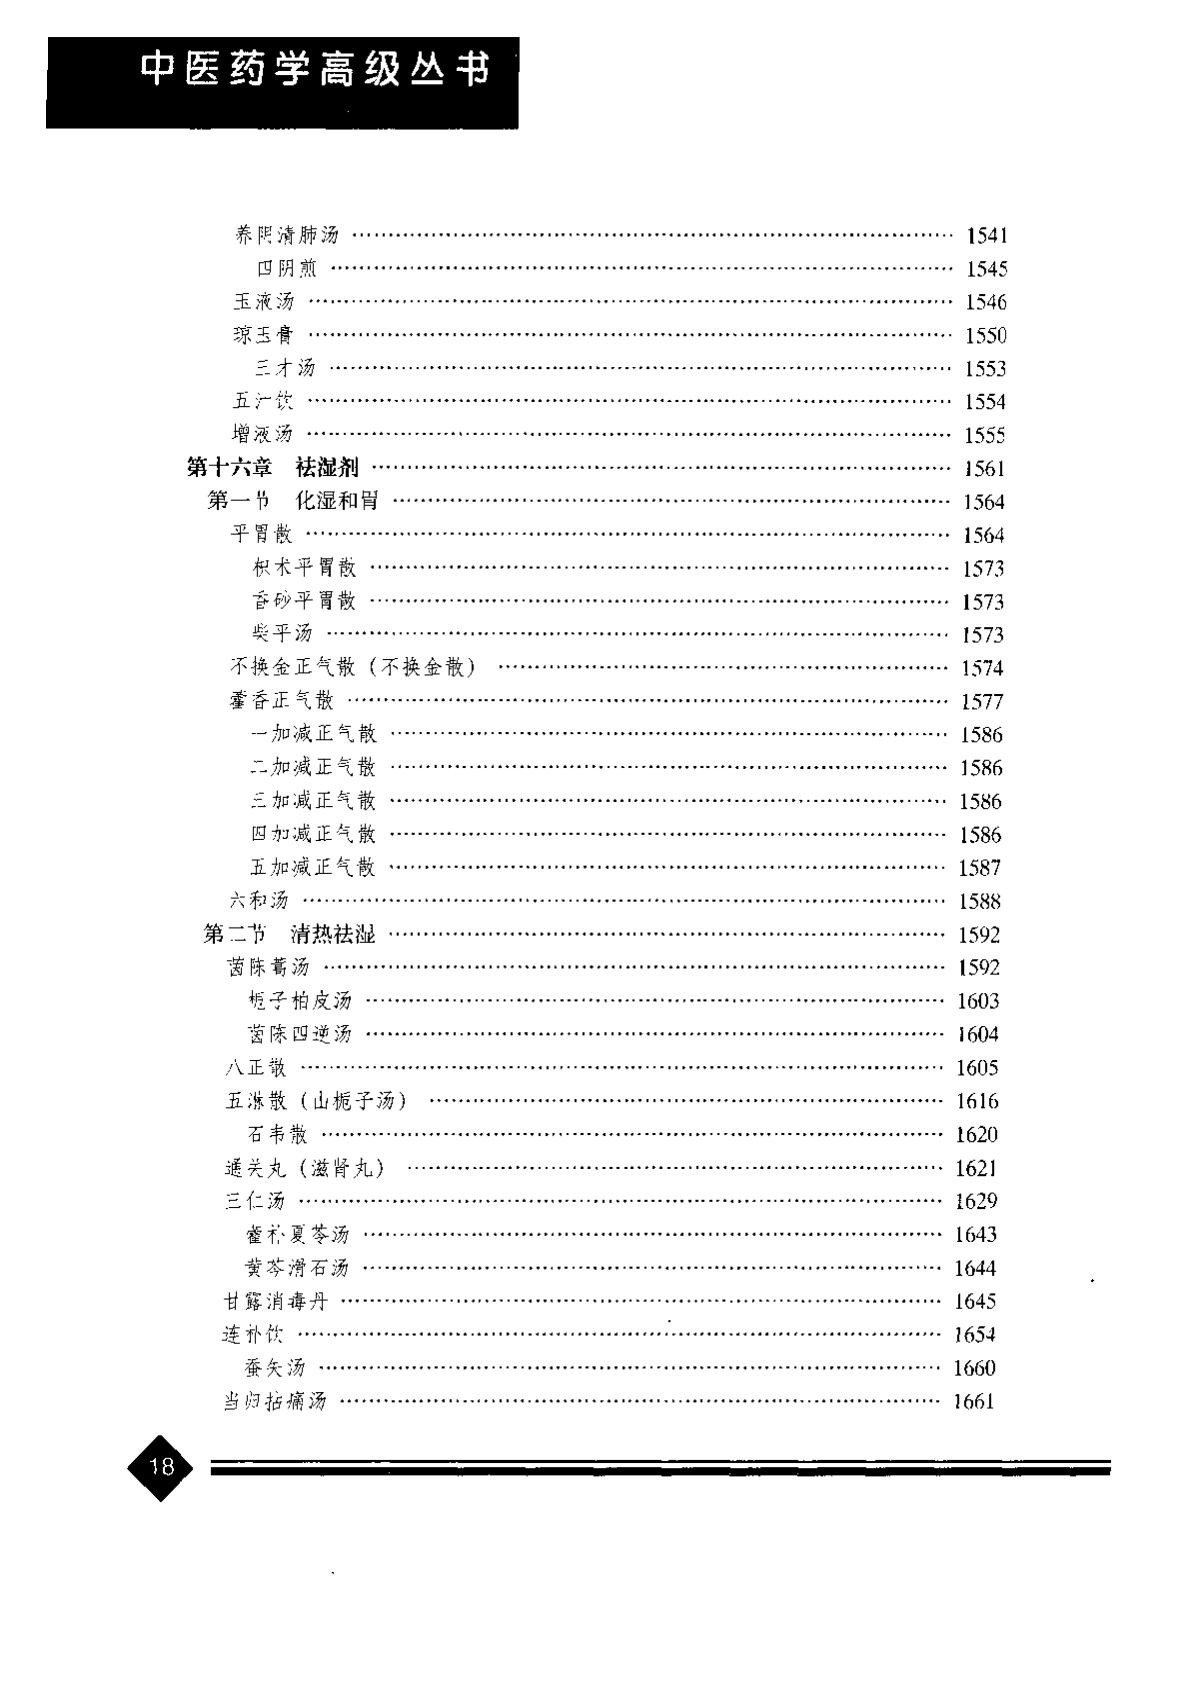 中医药学高级丛书
养阴清肺汤 …… 1541
四阴煎 …… 1545
玉液汤 …… 1546
琼玉膏 …… 1550
三才汤 …… 1553
五汁饮 …… 1554
增液汤 …… 1555
第十六章 祛湿剂 …… 1561
第一节 化湿和胃 …… 1564
平胃散 …… 1564
枳术平胃散 …… 1573
香砂平胃散 …… 1573
柴平汤 …… 1573
不换金正气散（不换金散） …… 1574
藿香正气散 …… 1577
一加减正气散 …… 1586
二加减正气散 …… 1586
三加减正气散 …… 1586
四加减正气散 …… 1586
五加减正气散 …… 1587
六和汤 …… 1588
第二节 清热祛湿 …… 1592
茵陈蒿汤 …… 1592
栀子柏皮汤 …… 1603
茵陈四逆汤 …… 1604
八正散 …… 1605
五淋散（山栀子汤） …… 1616
石韦散 …… 1620
通关丸（滋肾丸） …… 1621
三仁汤 …… 1629
藿朴夏苓汤 …… 1643
黄芩滑石汤 …… 1644
甘露消毒丹 …… 1645
连朴饮 …… 1654
蚕矢汤 …… 1660
当归拈痛汤 …… 1661
18